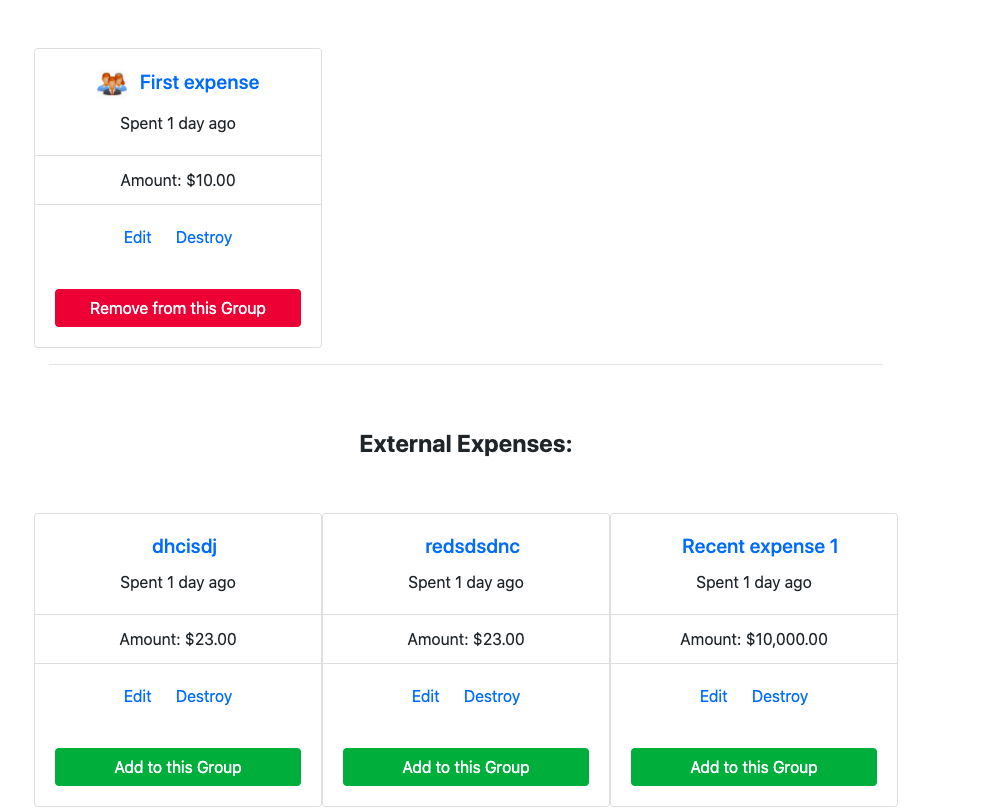 First expense
Spent 1 day ago
Amount: $10.00
Edit Destroy
Remove from this Group
External Expenses:
dhcisdj
Spent 1 day ago
Amount: $23.00
Edit Destroy
Add to this Group
redsdsdnc
Spent 1 day ago
Amount: $23.00
Edit Destroy
Add to this Group
Recent expense 1
Spent 1 day ago
Amount: $10,000.00
Edit Destroy
Add to this Group